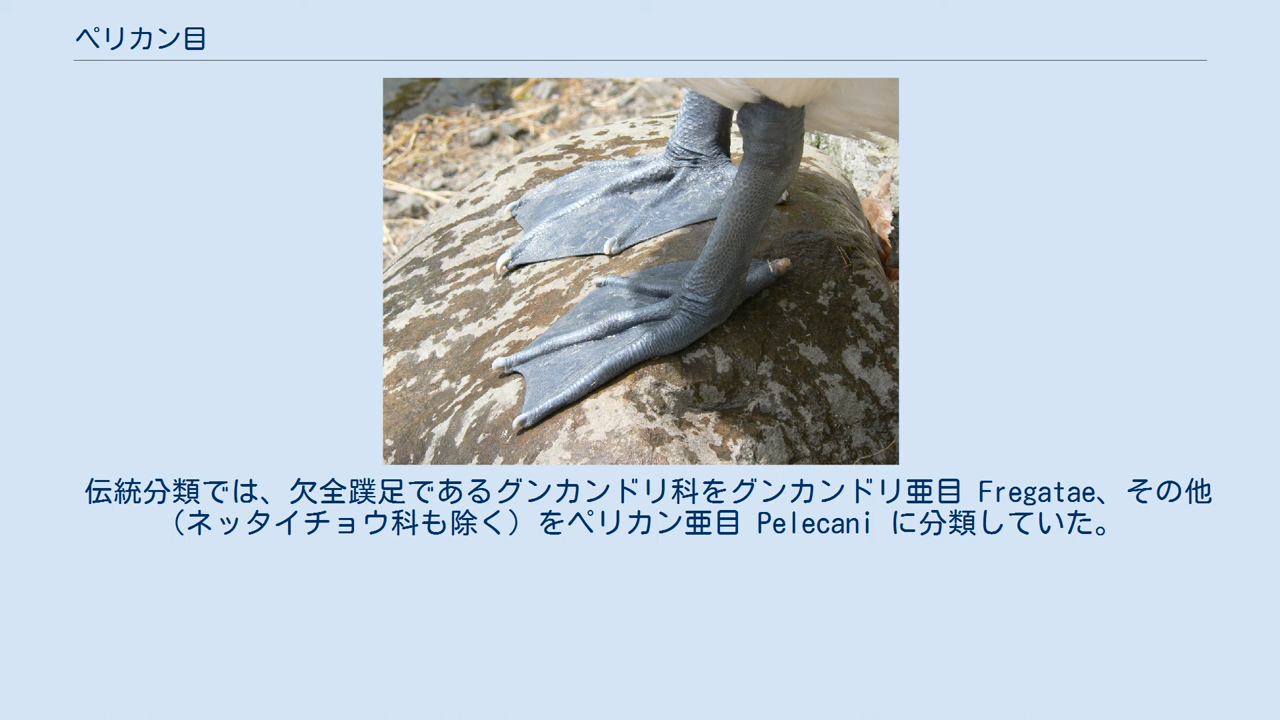 ペリカン目
伝統分類では、欠全蹼足であるグンカンドリ科をグンカンドリ亜目 Fregatae、その他
（ネッタイチョウ科も除く）をペリカン亜目 Pelecani に分類していた。